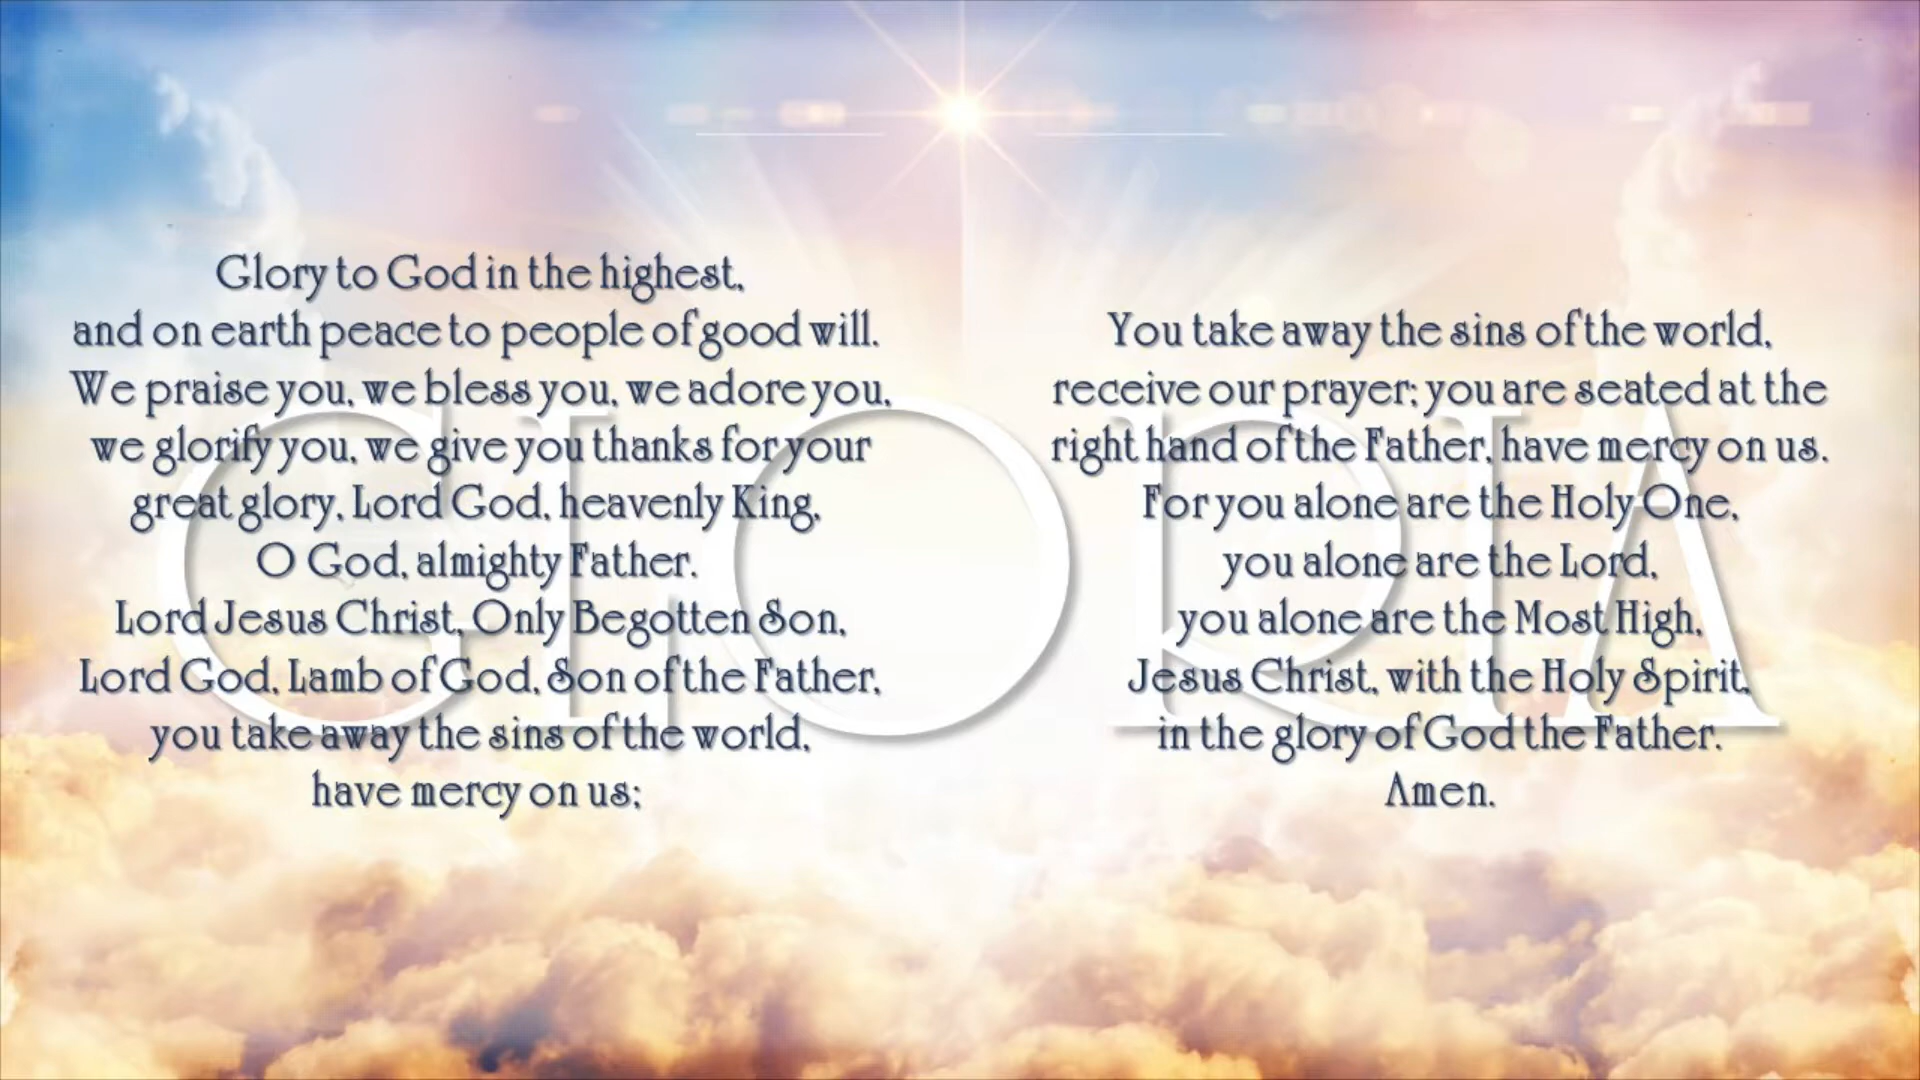 GLORIA
Glory to God in the highest,
and on earth peace to people of good will.
We praise you, we bless you, we adore you,
we glorify you, we give you thanks for your
great glory, Lord God, heavenly King,
O God, almighty Father.
Lord Jesus Christ, Only Begotten Son,
Lord God, Lamb of God, Son of the Father,
you take away the sins of the world,
have mercy on us;
You take away the sins of the world,
receive our prayer; you are seated at the
right hand of the Father, have mercy on us.
For you alone are the Holy One,
you alone are the Lord,
you alone are the Most High,
Jesus Christ, with the Holy Spirit,
in the glory of God the Father.
Amen.